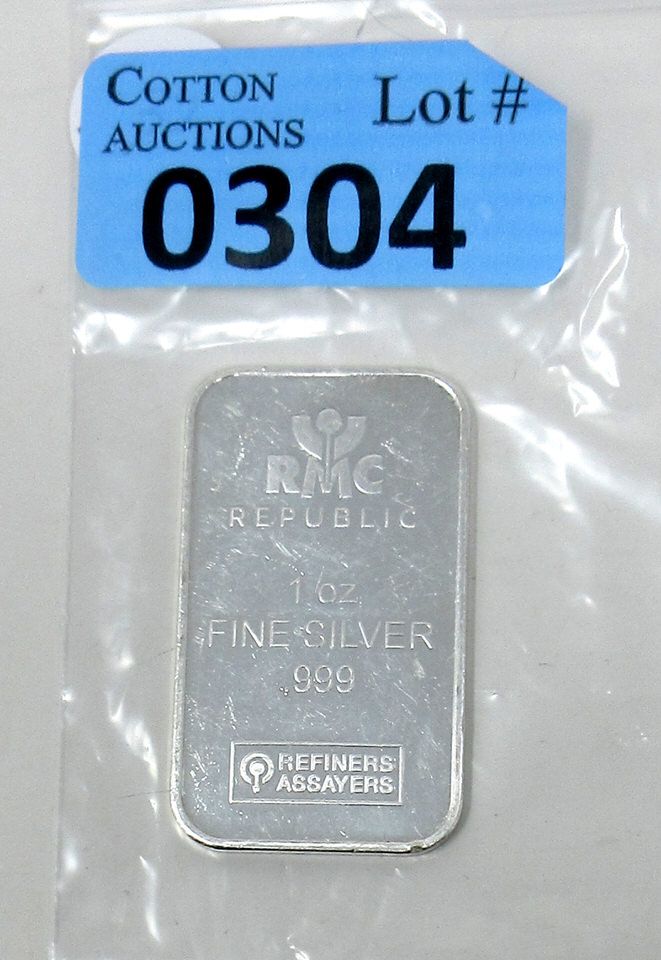 COTTON
AUCTIONS
Lot #
0304
RMC
REPUBLIC
1 oz
FINE SILVER
.999
REFINERS
ASSAYERS